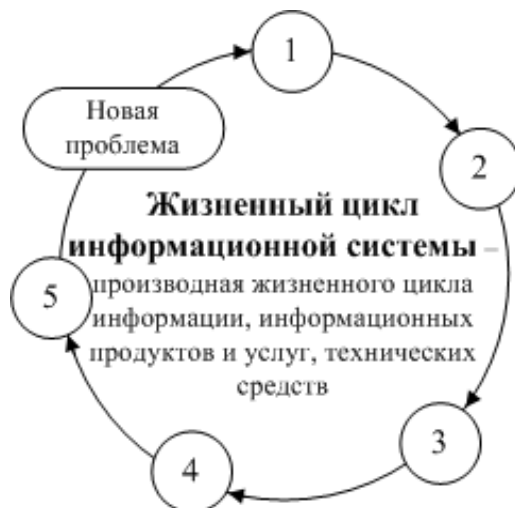 1
Новая
проблема
2
Жизненный цикл
информационной системы –
производная жизненного цикла
5
информации, информационных
продуктов и услуг, технических
средств
3
4